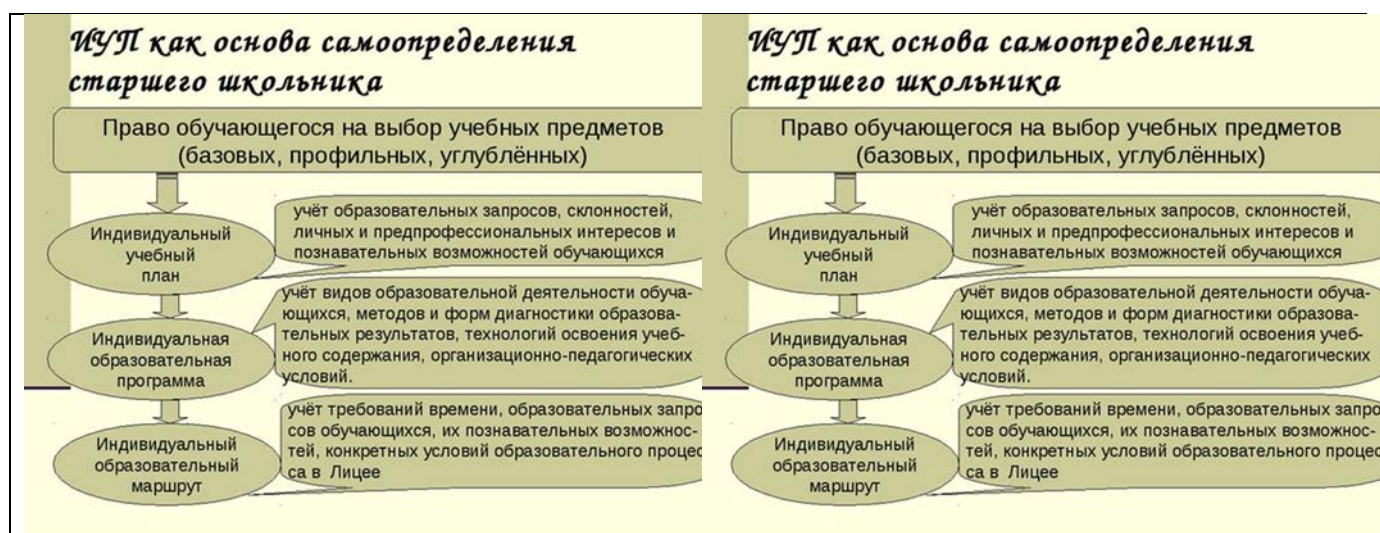 ИУП как основа самоопределения
старшего школьника
Право обучающегося на выбор учебных предметов
(базовых, профильных, углублённых)
Индивидуальный
учебный
план
учёт образовательных запросов, склонностей,
личных и предпрофессиональных интересов и
познавательных возможностей обучающихся
Индивидуальная
образовательная
программа
учёт видов образовательной деятельности обуча-
ющихся, методов и форм диагностики образова-
тельных результатов, технологий освоения учеб-
ного содержания, организационно-педагогических
условий.
Индивидуальный
образовательный
маршрут
учёт требований времени, образовательных запро
сов обучающихся, их познавательных возможнос-
тей, конкретных условий образовательного процес
са в Лицее
ИУП как основа самоопределения
старшего школьника
Право обучающегося на выбор учебных предметов
(базовых, профильных, углублённых)
Индивидуальный
учебный
план
учёт образовательных запросов, склонностей,
личных и предпрофессиональных интересов и
познавательных возможностей обучающихся
Индивидуальная
образовательная
программа
учёт видов образовательной деятельности обуча-
ющихся, методов и форм диагностики образова-
тельных результатов, технологий освоения учеб-
ного содержания, организационно-педагогических
условий.
Индивидуальный
образовательный
маршрут
учёт требований времени, образовательных запро
сов обучающихся, их познавательных возможнос-
тей, конкретных условий образовательного процес
са в Лицее